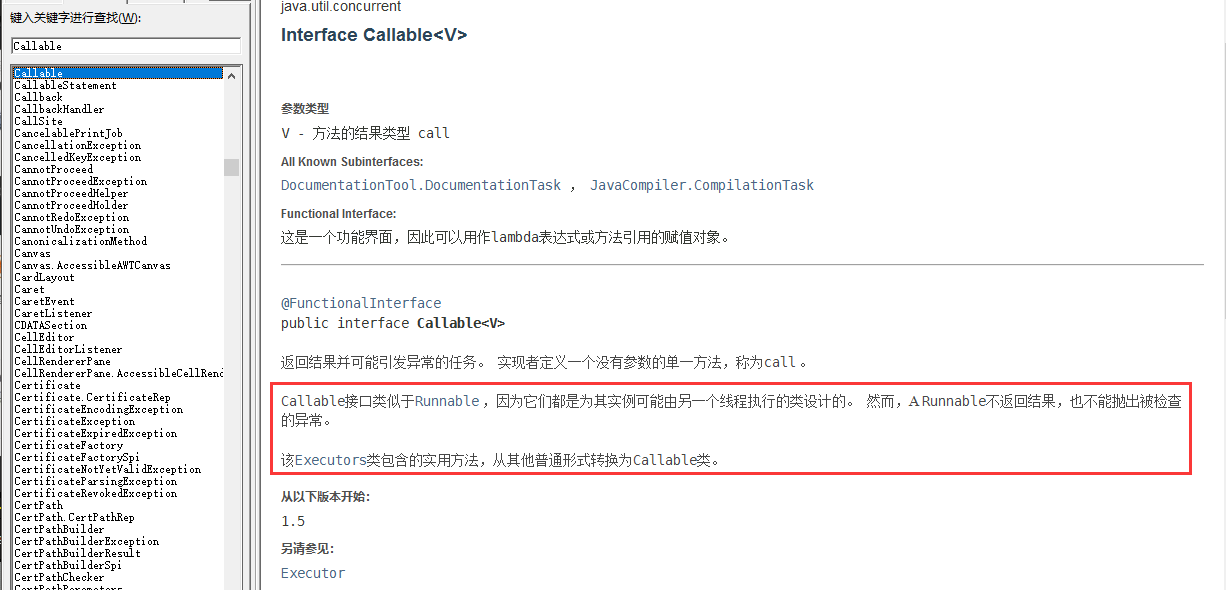 键入关键字进行查找(W):
Callable
Callable
CallableStatement
Callback
CallbackHandler
CallSite
CancelablePrintJob
CancellationException
CancelledKeyException
CannotProceed
CannotProceedException
CannotProceedHelper
CannotProceedHolder
CannotRedoException
CannotUndoException
CanonicalizationMethod
Canvas
Canvas.AccessibleAWTCanvas
CardLayout
Caret
CaretEvent
CaretListener
CDATASection
CellEditor
CellEditorListener
CellRendererPane
CellRendererPane.AccessibleCellRend
Certificate
Certificate.CertificateRep
CertificateEncodingException
CertificateException
CertificateExpiredException
CertificateFactory
CertificateFactorySpi
CertificateNotYetValidException
CertificateParsingException
CertificateRevokedException
CertPath
CertPath.CertPathRep
CertPathBuilder
CertPathBuilderException
CertPathBuilderResult
CertPathBuilderSpi
CertPathChecker
CertPathParameters
java.util.concurrent
Interface Callable<V>
参数类型
V - 方法的结果类型 call
All Known Subinterfaces:
DocumentationTool.DocumentationTask ， JavaCompiler.CompilationTask
Functional Interface:
这是一个功能界面，因此可以用作lambda表达式或方法引用的赋值对象。
@FunctionalInterface
public interface Callable<V>
返回结果并可能引发异常的任务。 实现者定义一个没有参数的单一方法，称为call 。
Callable接口类似于Runnable ，因为它们都是为其实例可能由另一个线程执行的类设计的。 然而，A Runnable不返回结果，也不能抛出被检查
的异常。
该Executors类包含的实用方法，从其他普通形式转换为Callable类。
从以下版本开始：
1.5
另请参见：
Executor